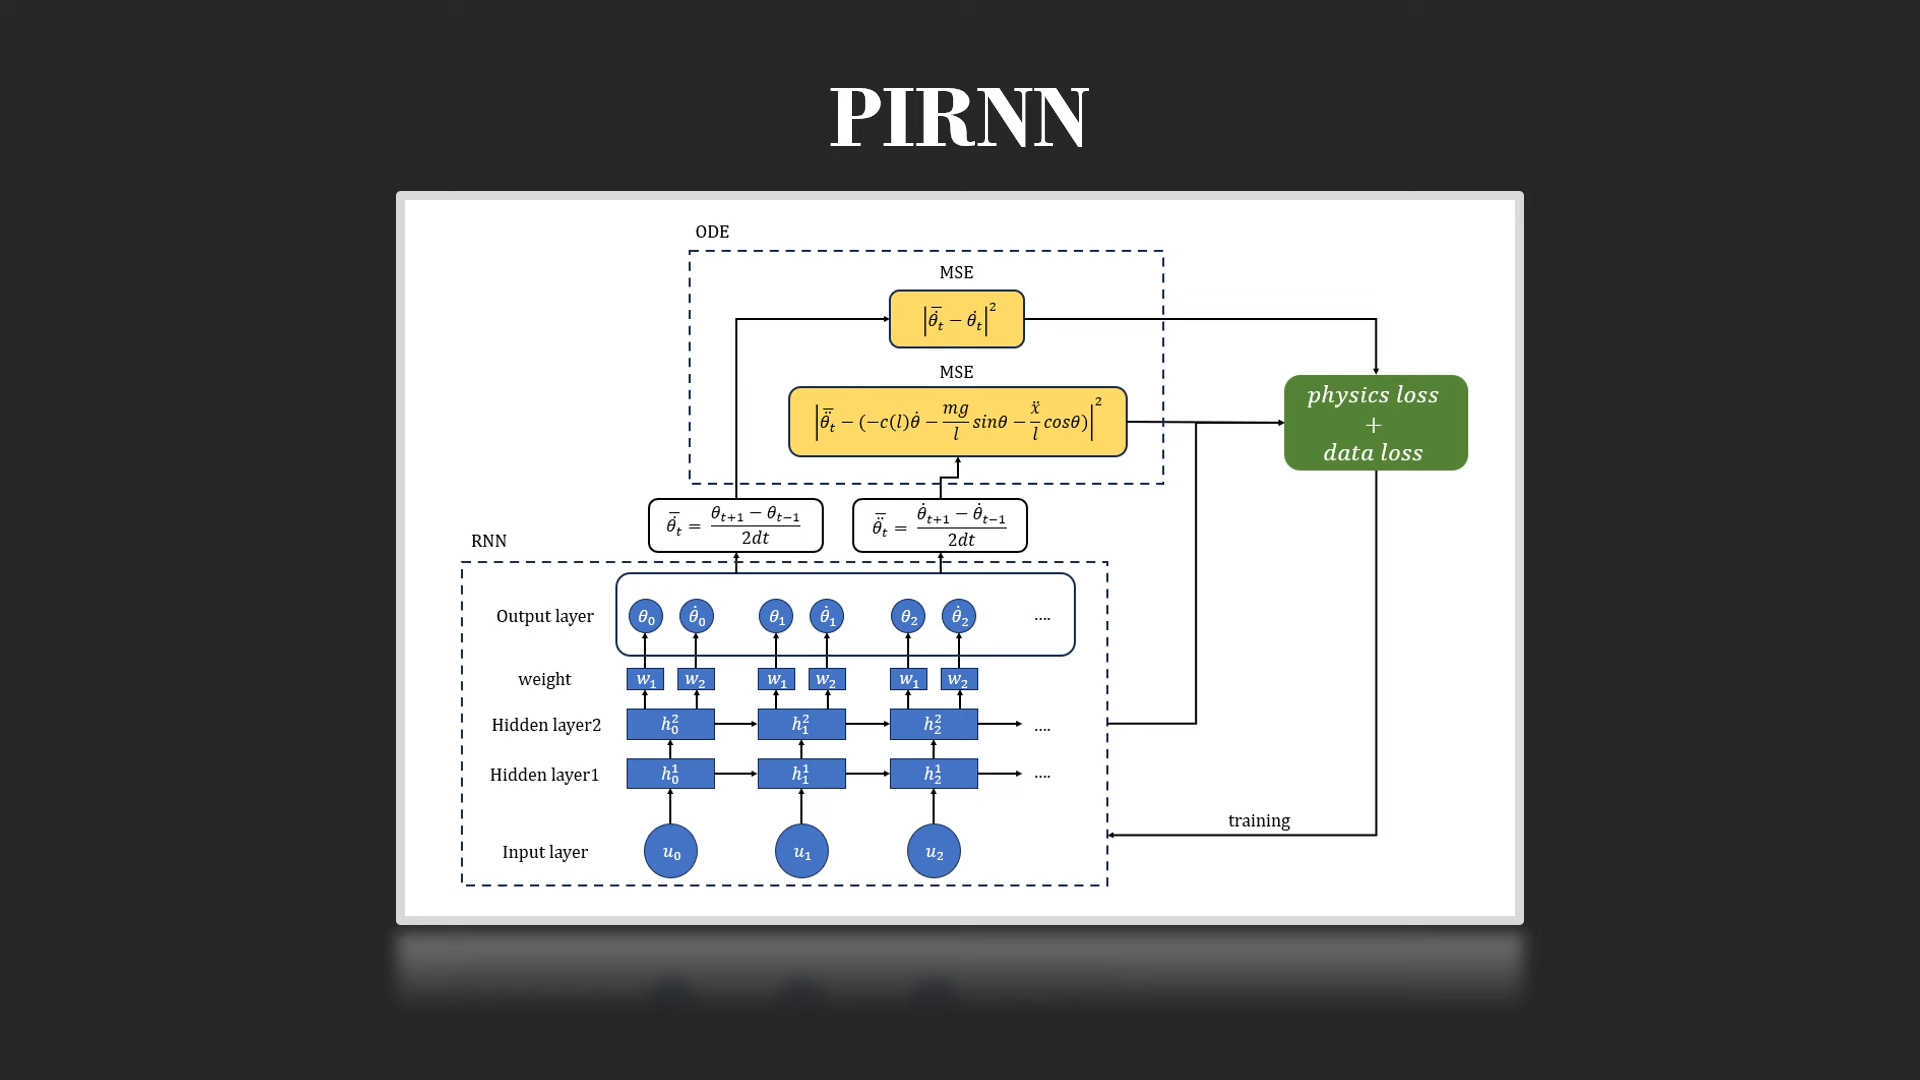 PIRNN
ODE
MSE
|θ̇̅ₜ − θ̇ₜ|²
MSE
|θ̈̅ₜ − (−c(l)θ̇ − mg/l sinθ − ẍ/l cosθ)|²
physics loss
+
data loss
θ̇̅ₜ = (θₜ₊₁ − θₜ₋₁)/2dt
θ̈̅ₜ = (θ̇ₜ₊₁ − θ̇ₜ₋₁)/2dt
RNN
Output layer θ₀ θ̇₀ θ₁ θ̇₁ θ₂ θ̇₂ ....
weight w₁ w₂ w₁ w₂ w₁ w₂
Hidden layer2 h₀² h₁² h₂² ....
Hidden layer1 h₀¹ h₁¹ h₂¹ ....
training
Input layer u₀ u₁ u₂